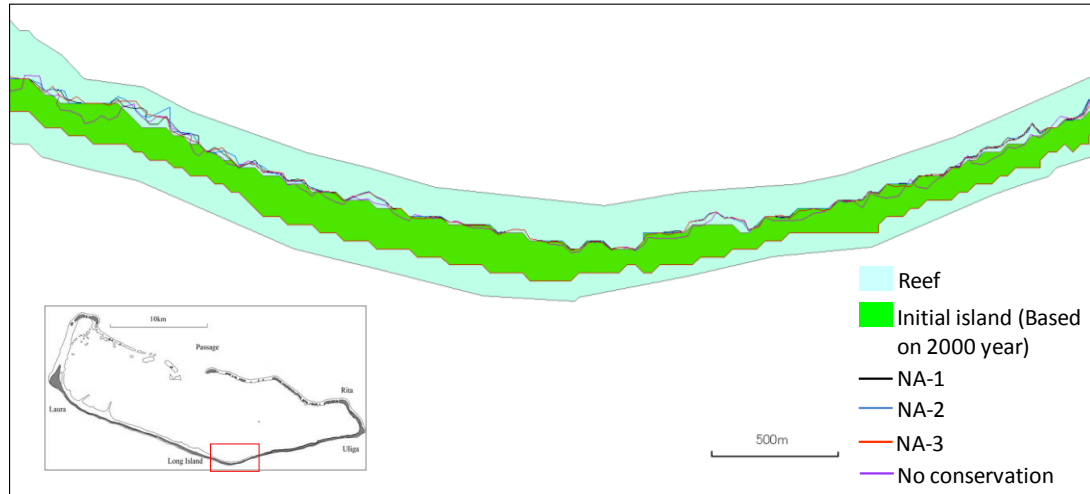 Reef
Initial island (Based
on 2000 year)
NA-1
NA-2
NA-3
No conservation
500m
10km
Passage
Rita
Laura
Uliga
Long Island